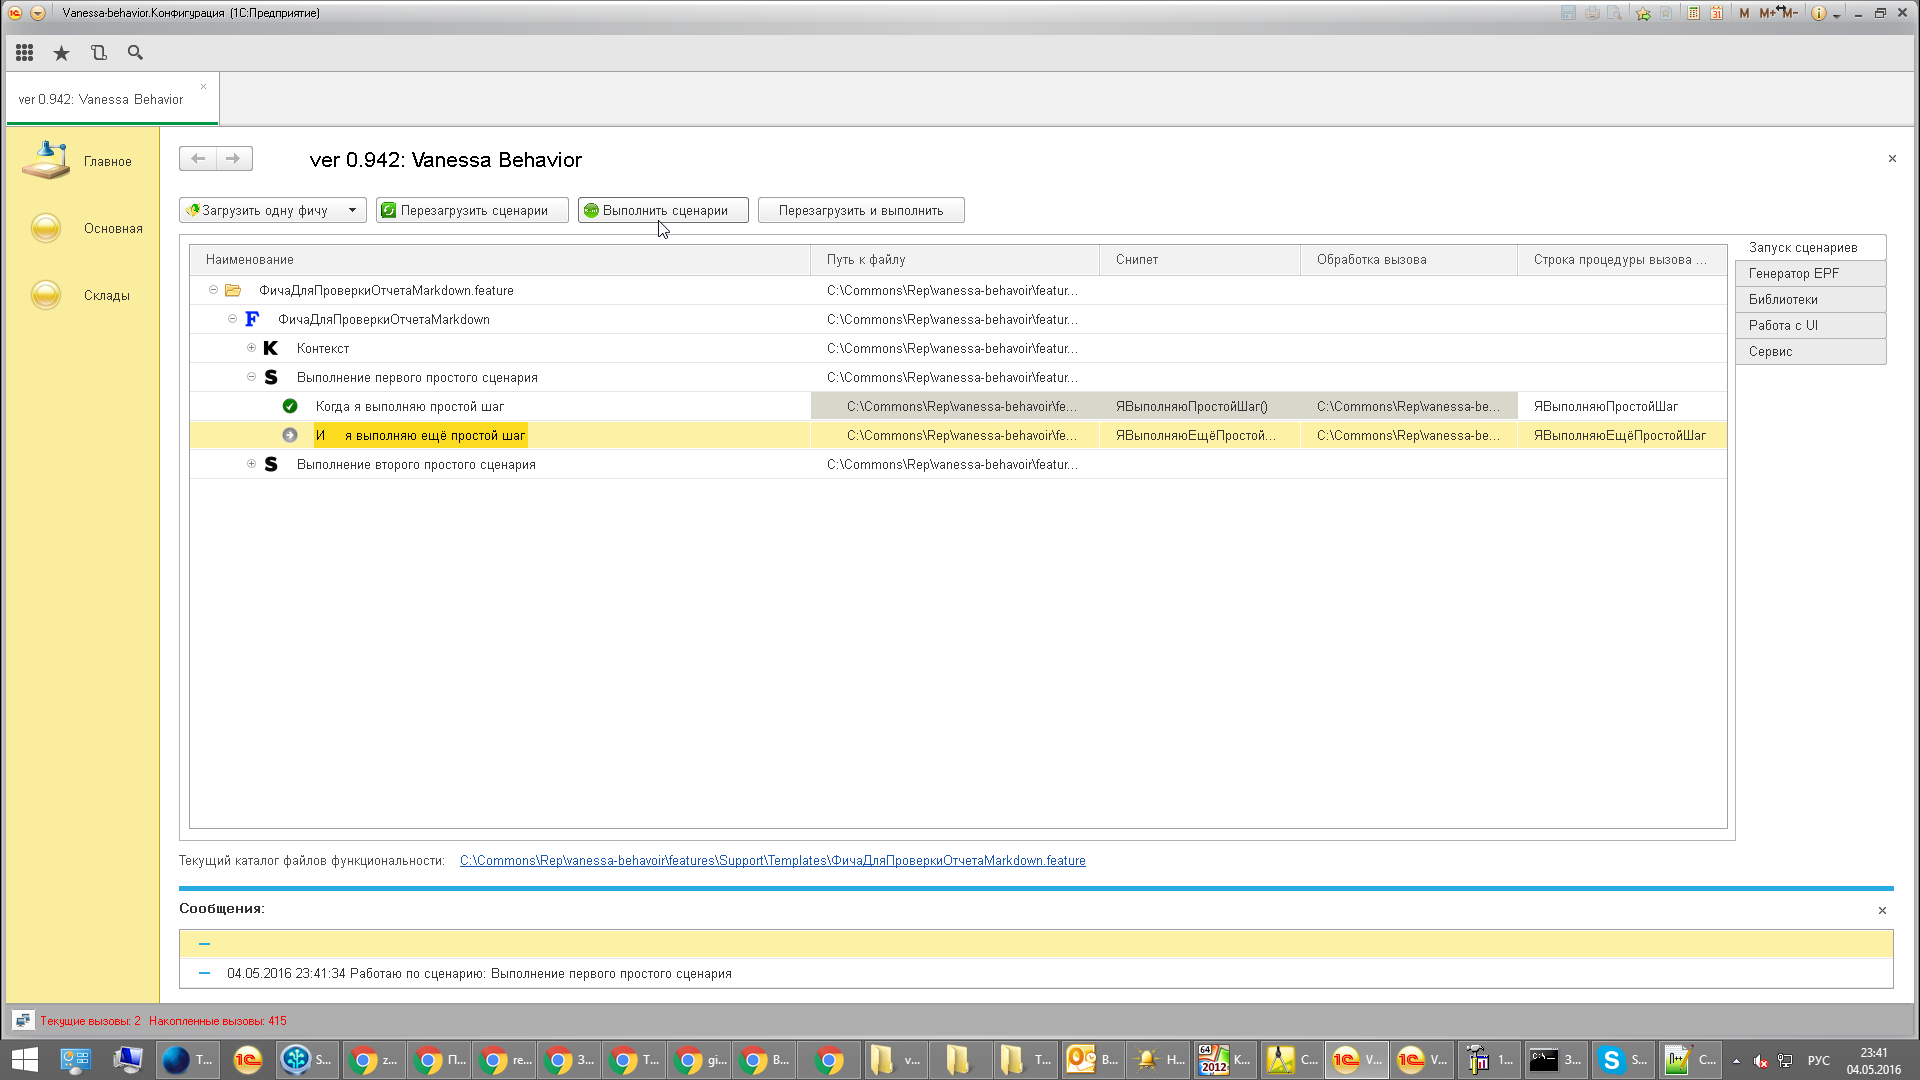 Vanessa-behavior.Конфигурация (1С:Предприятие)
M M+ M-
ver 0.942: Vanessa Behavior
Главное
Основная
Склады
ver 0.942: Vanessa Behavior
Загрузить одну фичу
Перезагрузить сценарии
Выполнить сценарии
Перезагрузить и выполнить
Наименование Путь к файлу Снипет Обработка вызова Строка процедуры вызова ...
ФичаДляПроверкиОтчетаMarkdown.feature C:\Commons\Rep\vanessa-behavoir\featur...
F ФичаДляПроверкиОтчетаMarkdown C:\Commons\Rep\vanessa-behavoir\featur...
K Контекст C:\Commons\Rep\vanessa-behavoir\featur...
S Выполнение первого простого сценария C:\Commons\Rep\vanessa-behavoir\featur...
Когда я выполняю простой шаг C:\Commons\Rep\vanessa-behavoir\fe... ЯВыполняюПростойШаг() C:\Commons\Rep\vanessa-be... ЯВыполняюПростойШаг
И я выполняю ещё простой шаг C:\Commons\Rep\vanessa-behavoir\fe... ЯВыполняюЕщёПростой... C:\Commons\Rep\vanessa-be... ЯВыполняюЕщёПростойШаг
S Выполнение второго простого сценария C:\Commons\Rep\vanessa-behavoir\featur...
Запуск сценариев
Генератор EPF
Библиотеки
Работа с UI
Сервис
Текущий каталог файлов функциональности: C:\Commons\Rep\vanessa-behavoir\features\Support\Templates\ФичаДляПроверкиОтчетаMarkdown.feature
Сообщения:
04.05.2016 23:41:34 Работаю по сценарию: Выполнение первого простого сценария
Текущие вызовы: 2 Накопленные вызовы: 415
T... S... z... П... re... З... T... gi... B... v... T... B... Н... 64 2012 K... C... V... V... 1... З... S... C... РУС
23:41
04.05.2016